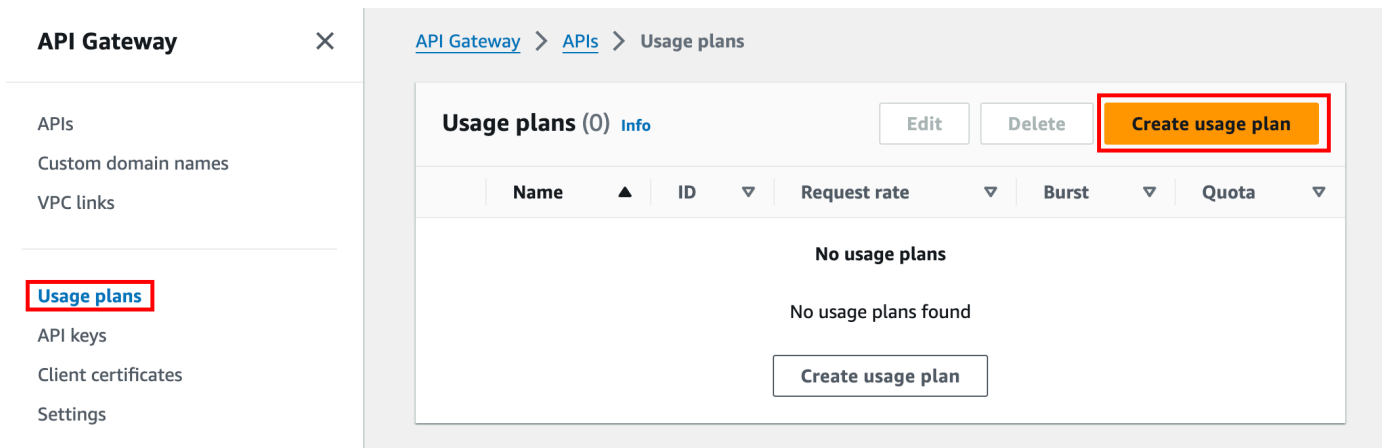 API Gateway
APIs
Custom domain names
VPC links
Usage plans
API keys
Client certificates
Settings
API Gateway > APIs > Usage plans
Usage plans (0) Info
Edit Delete Create usage plan
Name ID Request rate Burst Quota
No usage plans
No usage plans found
Create usage plan